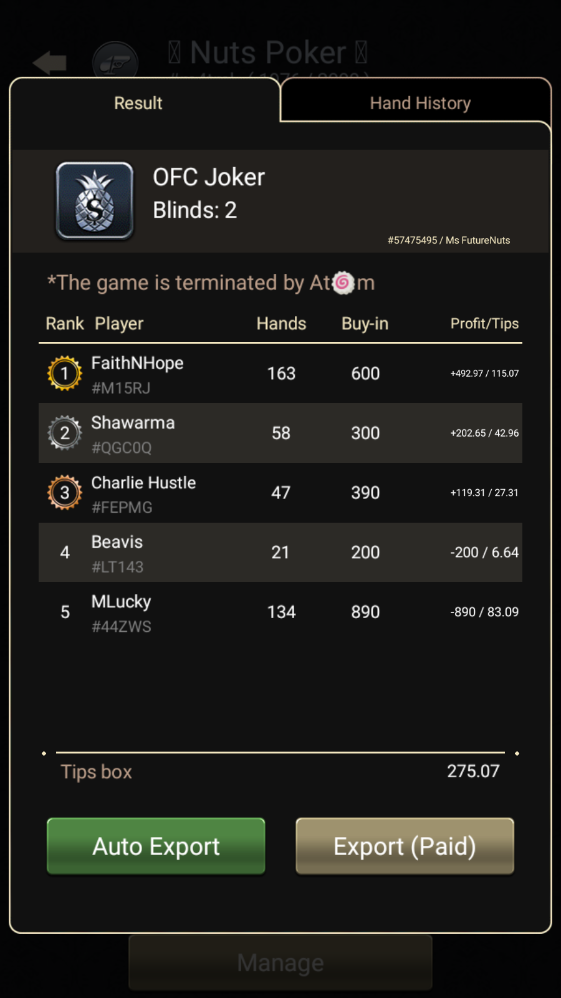 Nuts Poker
Result
Hand History
OFC Joker
Blinds: 2
#57475495 / Ms FutureNuts
*The game is terminated by At🍥m
Rank Player Hands Buy-in Profit/Tips
1 FaithNHope 163 600 +492.97 / 115.07
#M15RJ
2 Shawarma 58 300 +202.65 / 42.96
#QGC0Q
3 Charlie Hustle 47 390 +119.31 / 27.31
#FEPMG
4 Beavis 21 200 -200 / 6.64
#LT143
5 MLucky 134 890 -890 / 83.09
#44ZWS
Tips box 275.07
Auto Export
Export (Paid)
Manage